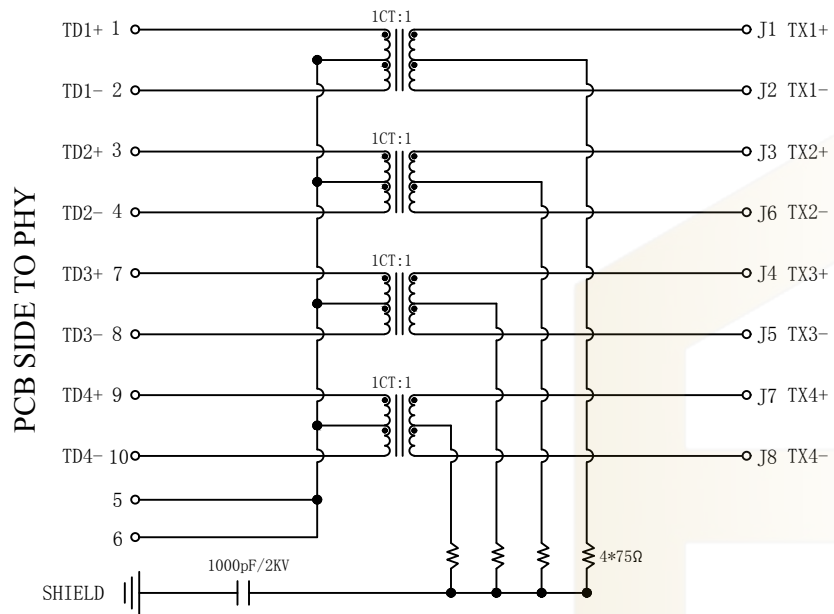 1CT:1
TD1+ 1
J1 TX1+
TD1- 2
J2 TX1-
1CT:1
TD2+ 3
J3 TX2+
TD2- 4
J6 TX2-
1CT:1
TD3+ 7
J4 TX3+
TD3- 8
J5 TX3-
1CT:1
TD4+ 9
J7 TX4+
TD4- 10
J8 TX4-
5
6
PCB SIDE TO PHY
1000pF/2KV
4*75Ω
SHIELD